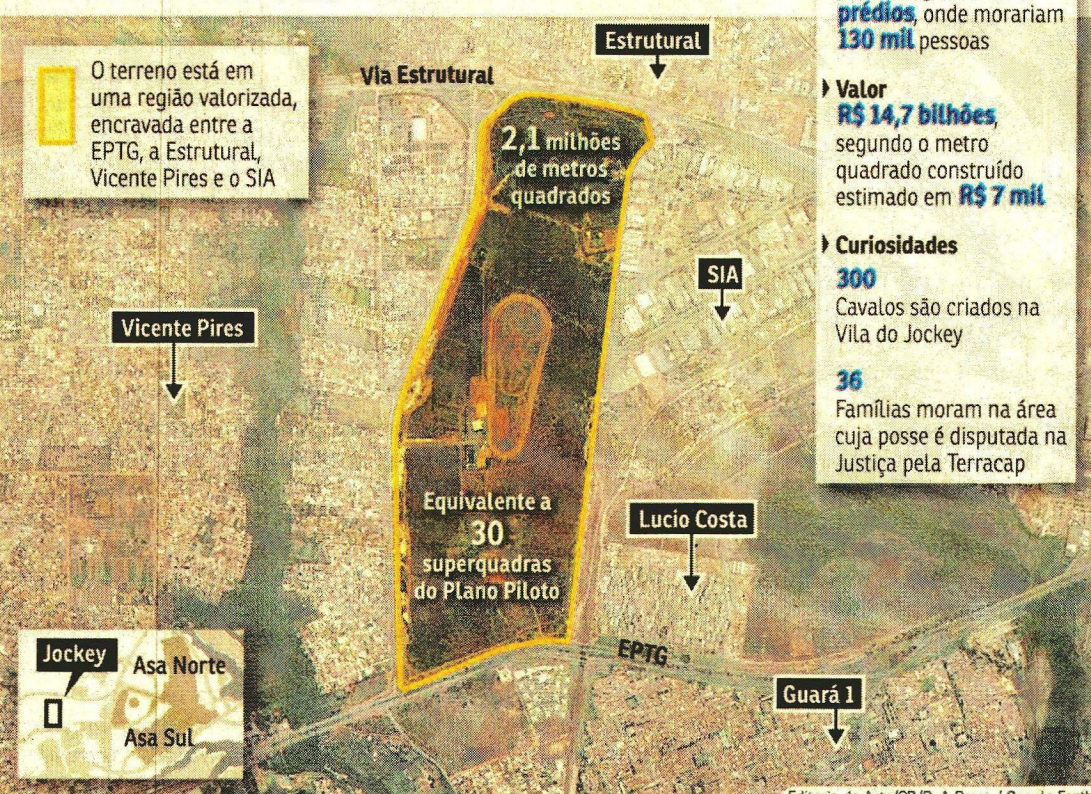 O terreno está em
uma região valorizada,
encravada entre a
EPTG, a Estrutural,
Vicente Pires e o SIA
Via Estrutural
Estrutural
2,1 milhões
de metros
quadrados
SIA
Vicente Pires
Equivalente a
30
superquadras
do Plano Piloto
Lucio Costa
EPTG
Guará 1
Jockey
Asa Norte
Asa Sul
prédios, onde morariam
130 mil pessoas
Valor
R$ 14,7 bilhões,
segundo o metro
quadrado construído
estimado em R$ 7 mil
Curiosidades
300
Cavalos são criados na
Vila do Jockey
36
Famílias moram na área
cuja posse é disputada na
Justiça pela Terracap